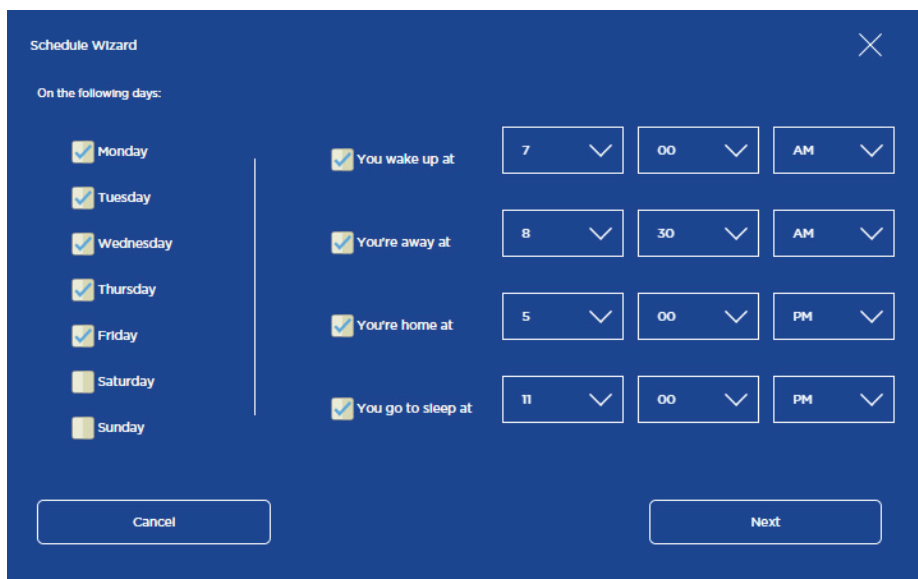 Schedule Wizard
On the following days:
Monday
Tuesday
Wednesday
Thursday
Friday
Saturday
Sunday
You wake up at 7 00 AM
You're away at 8 30 AM
You're home at 5 00 PM
You go to sleep at 11 00 PM
Cancel
Next